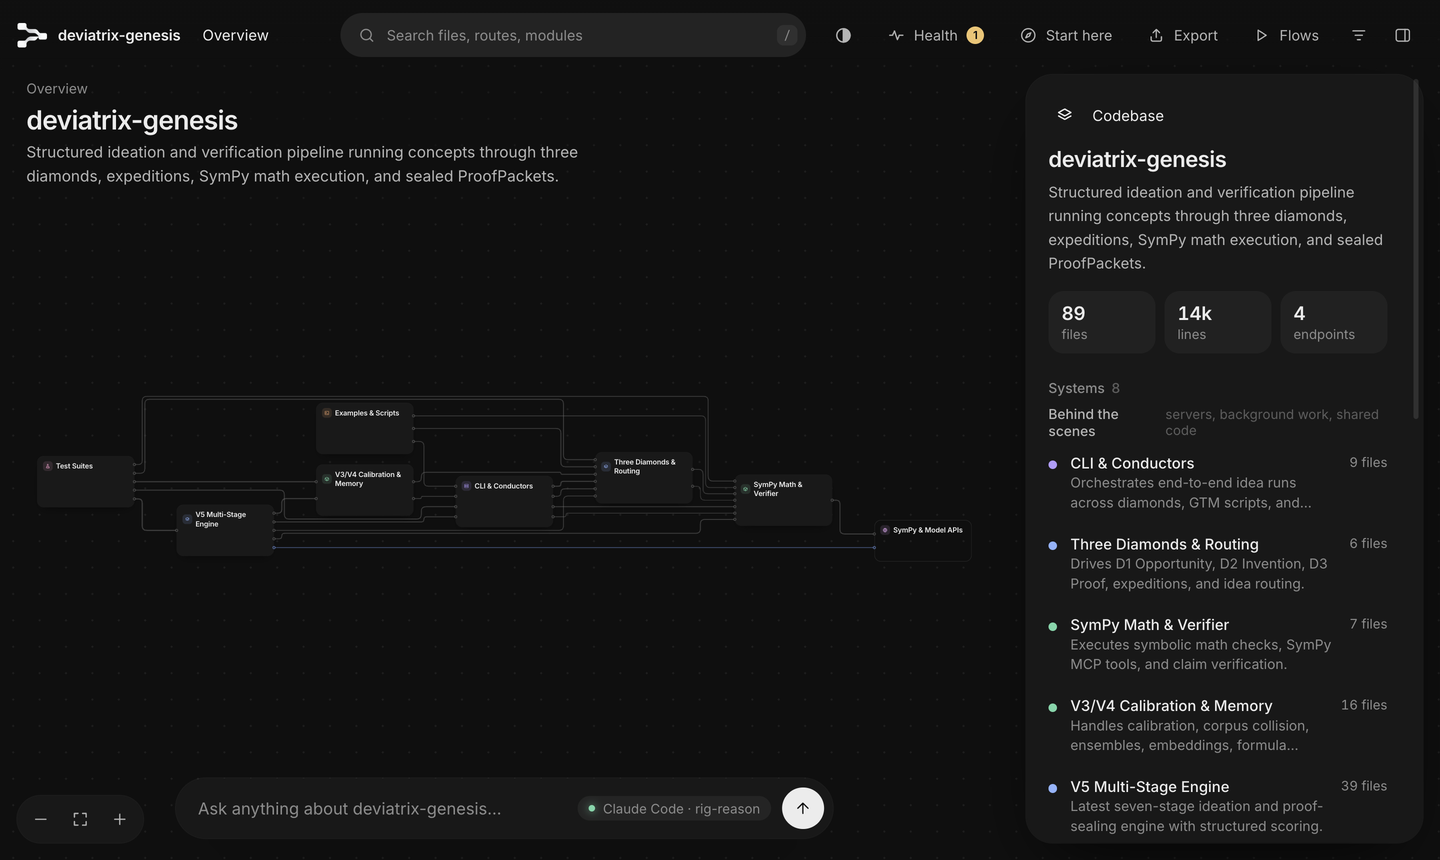 deviatrix-genesis
Overview
Search files, routes, modules
/
Health 1
Start here
Export
Flows
Overview
deviatrix-genesis
Structured ideation and verification pipeline running concepts through three
diamonds, expeditions, SymPy math execution, and sealed ProofPackets.
Test Suites
Examples & Scripts
V3/V4 Calibration &
Memory
V5 Multi-Stage
Engine
CLI & Conductors
Three Diamonds &
Routing
SymPy Math &
Verifier
SymPy & Model APIs
Ask anything about deviatrix-genesis...
Claude Code · rig-reason
Codebase
deviatrix-genesis
Structured ideation and verification pipeline
running concepts through three diamonds,
expeditions, SymPy math execution, and sealed
ProofPackets.
89
files
14k
lines
4
endpoints
Systems 8
Behind the
scenes
servers, background work, shared
code
CLI & Conductors
9 files
Orchestrates end-to-end idea runs
across diamonds, GTM scripts, and...
Three Diamonds & Routing
6 files
Drives D1 Opportunity, D2 Invention, D3
Proof, expeditions, and idea routing.
SymPy Math & Verifier
7 files
Executes symbolic math checks, SymPy
MCP tools, and claim verification.
V3/V4 Calibration & Memory
16 files
Handles calibration, corpus collision,
ensembles, embeddings, formula...
V5 Multi-Stage Engine
39 files
Latest seven-stage ideation and proof-
sealing engine with structured scoring.